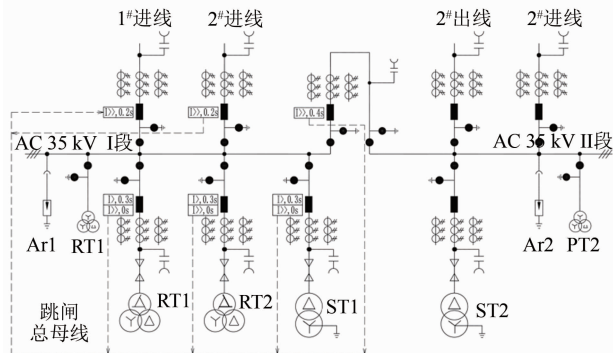 1#进线 2#进线 2#出线 2#进线
I>>,0.2s I>>,0.2s I>>,0.4s
AC 35 kV I段 AC 35 kV II段
I>,0.3s I>,0.3s I>,0.3s
I>>,0s I>>,0s I>>,0s
Ar1 RT1 Ar2 PT2
RT1 RT2 ST1 ST2
跳闸
总母线